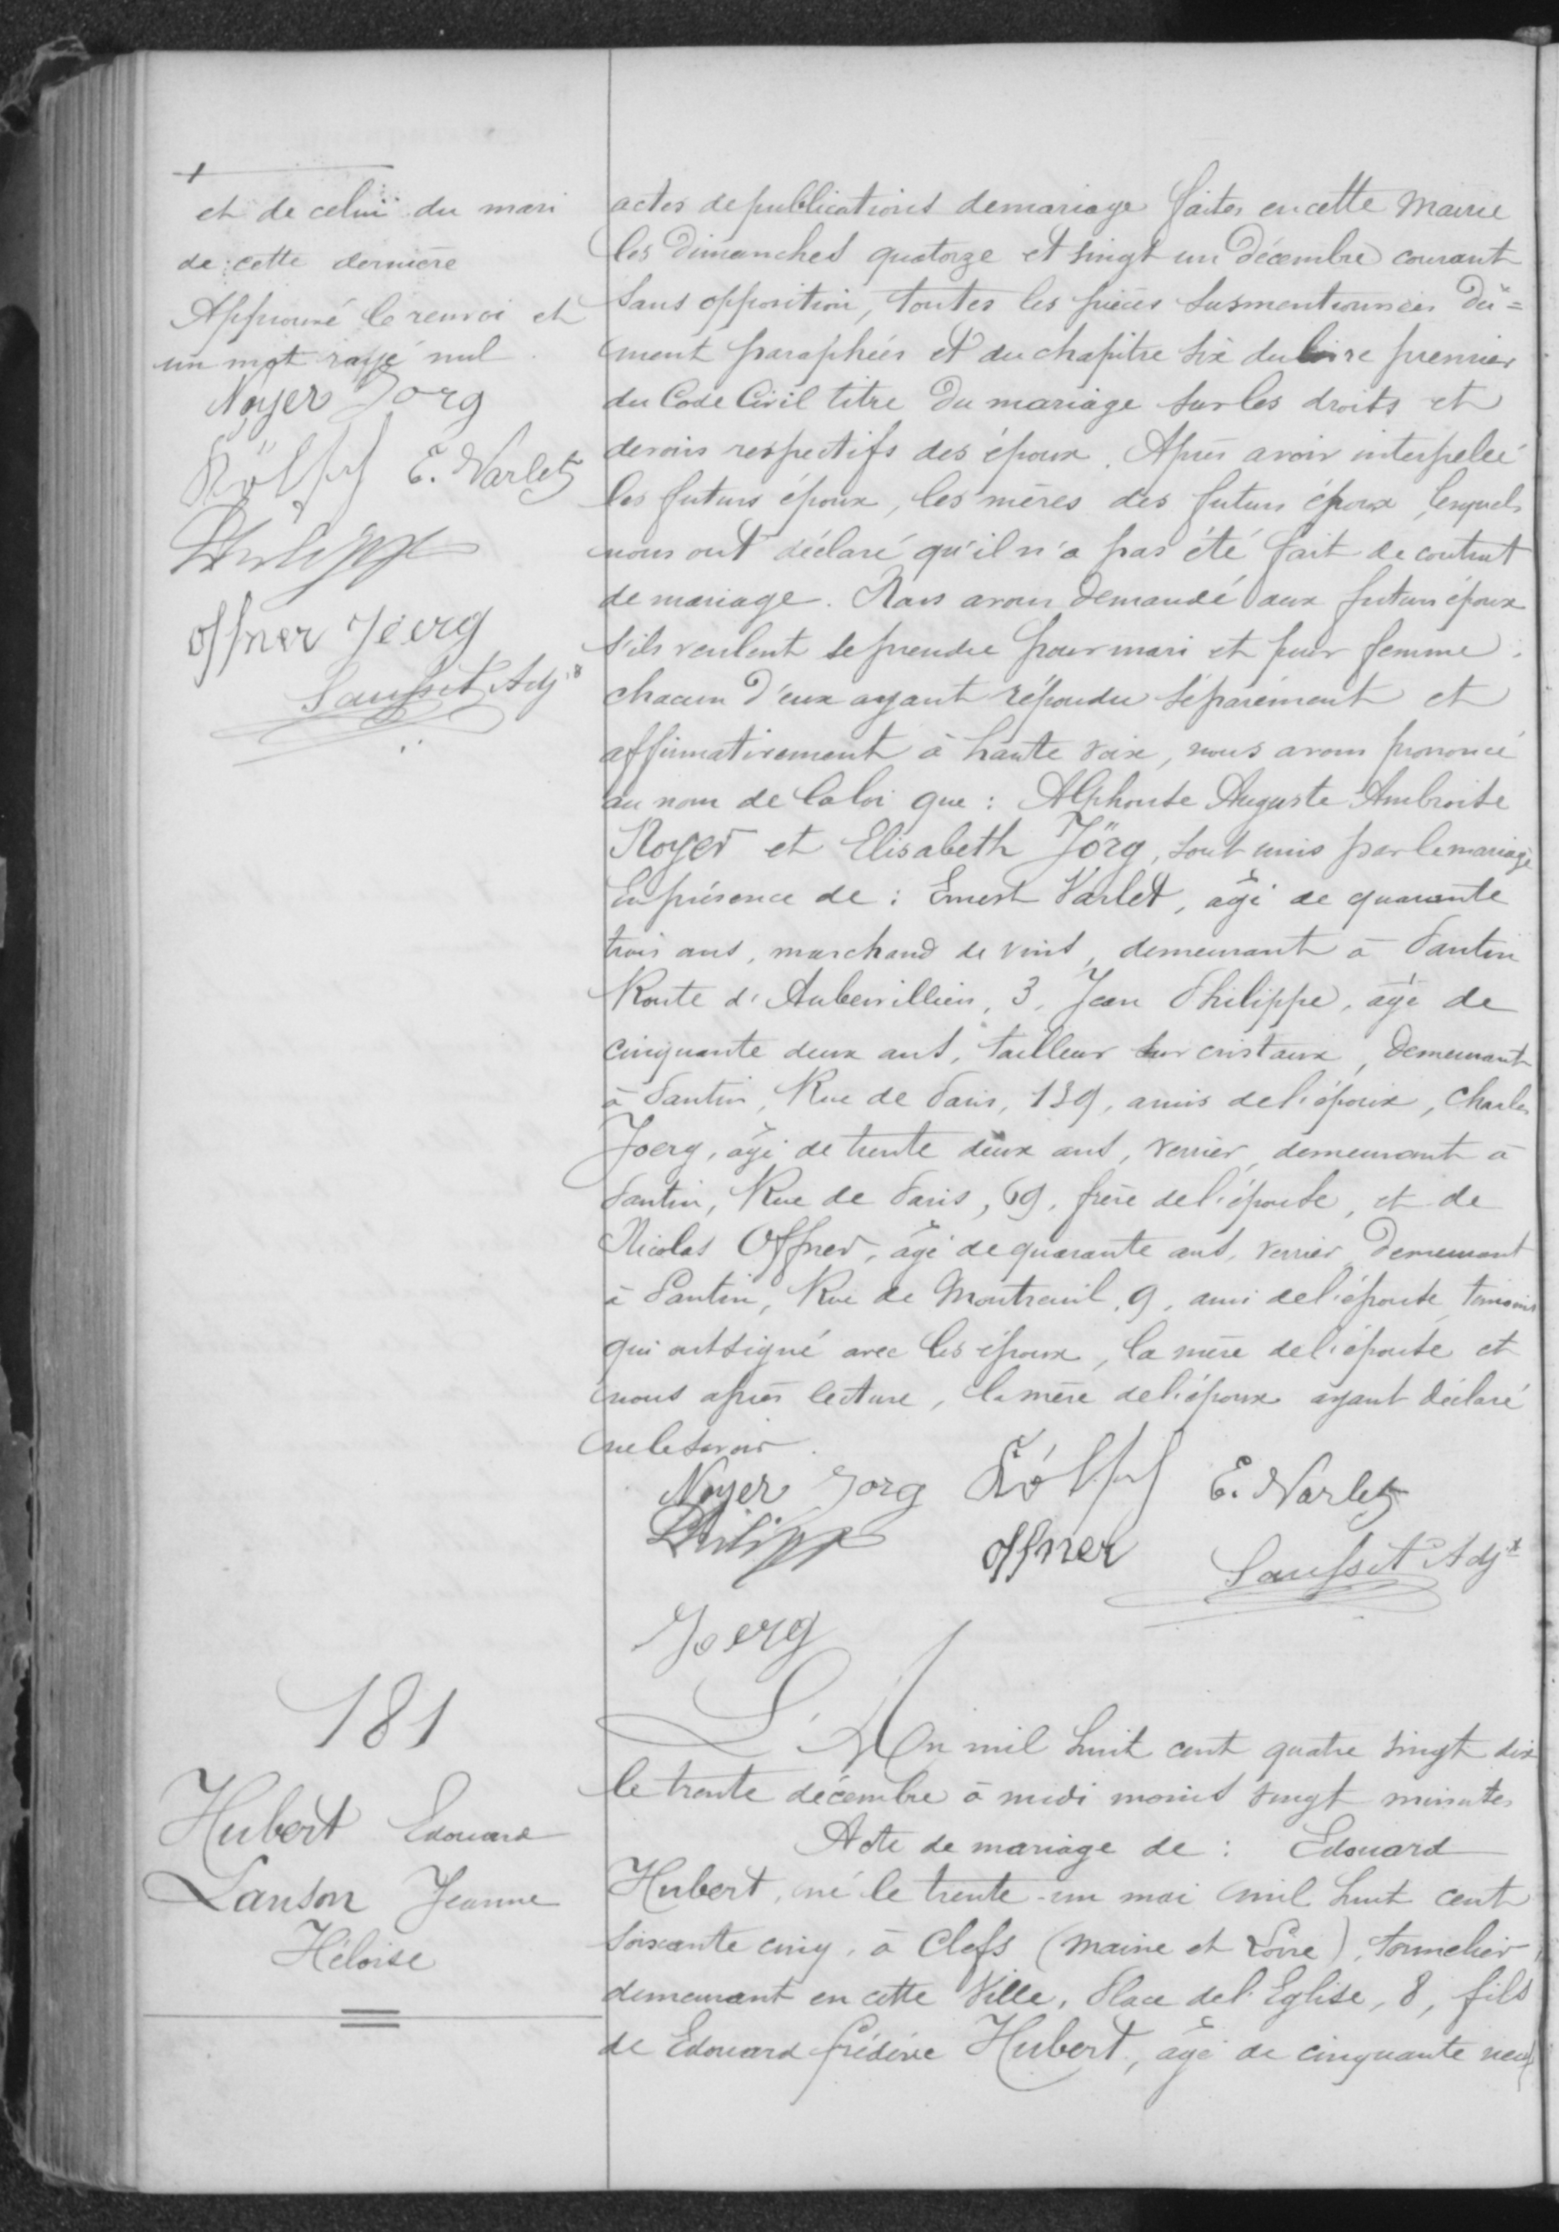 et de celui du mari
de cette dernière
Approuvé le renvoi et
un mot rayé nul.
Noyer Jorg
E. Varlet
Philipp
Offner Joerg
Adjt
actes de publications de mariage faites en cette Mairie
les Dimanches quatorze et vingt un Décembre courant
sans opposition, toutes les pièces susmentionnées dû=
ment paraphées et du chapitre six du livre premier
du Code Civil titre du mariage sur les droits et
devoirs respectifs des époux. Après avoir interpellé
les futurs époux, les mères des futurs époux, lesquels
nous ont déclaré qu'il n'a pas été fait de contrat
de mariage. Nous avons demandé aux futurs époux
s'ils veulent se prendre pour mari et pour femme:
chacun d'eux ayant répondu séparément et
affirmativement à haute voix, nous avons prononcé
au nom de la loi que: Alphonse Auguste Ambroise
Noyer et Elisabeth Jörg, sont unis par le mariage
En présence de: Ernest Varlet, âgé de quarante
trois ans, marchand de vins, demeurant à Pantin
Route d'Aubervilliers, 3, Jean Philippe, âgé de
cinquante deux ans, tailleur sur cristaux, demeurant
à Pantin, Rue de Paris, 139, amis de l'époux, Charles
Joerg, âgé de trente deux ans, verrier, demeurant à
Pantin, Rue de Paris, 69, frère de l'épouse, et de
Nicolas Offner, âgé de quarante ans, verrier, demeurant
à Pantin, Rue de Montreuil, 9, ami de l'épouse, témoins
qui ont signé avec les époux, la mère de l'épouse et
nous après lecture, la mère de l'époux ayant déclaré
ne le savoir.
Noyer Jorg E. Varlet
Philipp Offner Adjt
Joerg
181
Hubert Edouard
Lanson Jeanne
Héloïse
L'An mil huit cent quatre vingt dix
le trente décembre à midi moins vingt minutes
Acte de mariage de: Edouard
Hubert, né le trente-un mai mil huit cent
soixante cinq, à Clefs (Maine et Loire), tonnelier,
demeurant en cette Ville, Place de l'Eglise, 8, fils
de Edouard Frédéric Hubert, âgé de cinquante neuf